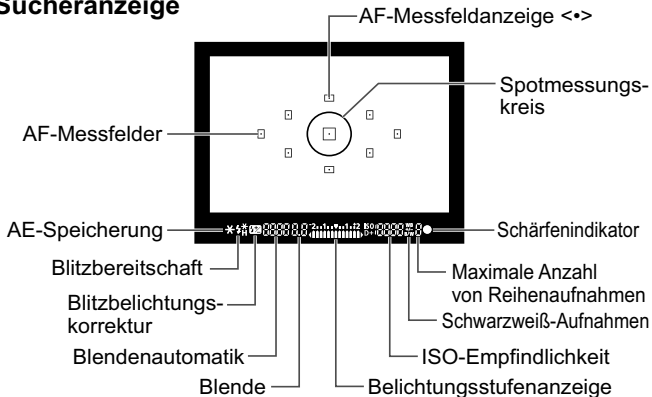 Sucheranzeige
AF-Messfeldanzeige <•>
Spotmessungs-
kreis
AF-Messfelder
AE-Speicherung
Schärfenindikator
Blitzbereitschaft
Maximale Anzahl
von Reihenaufnahmen
Blitzbelichtungs-
korrektur
Schwarzweiß-Aufnahmen
Blendenautomatik
ISO-Empfindlichkeit
Blende
Belichtungsstufenanzeige